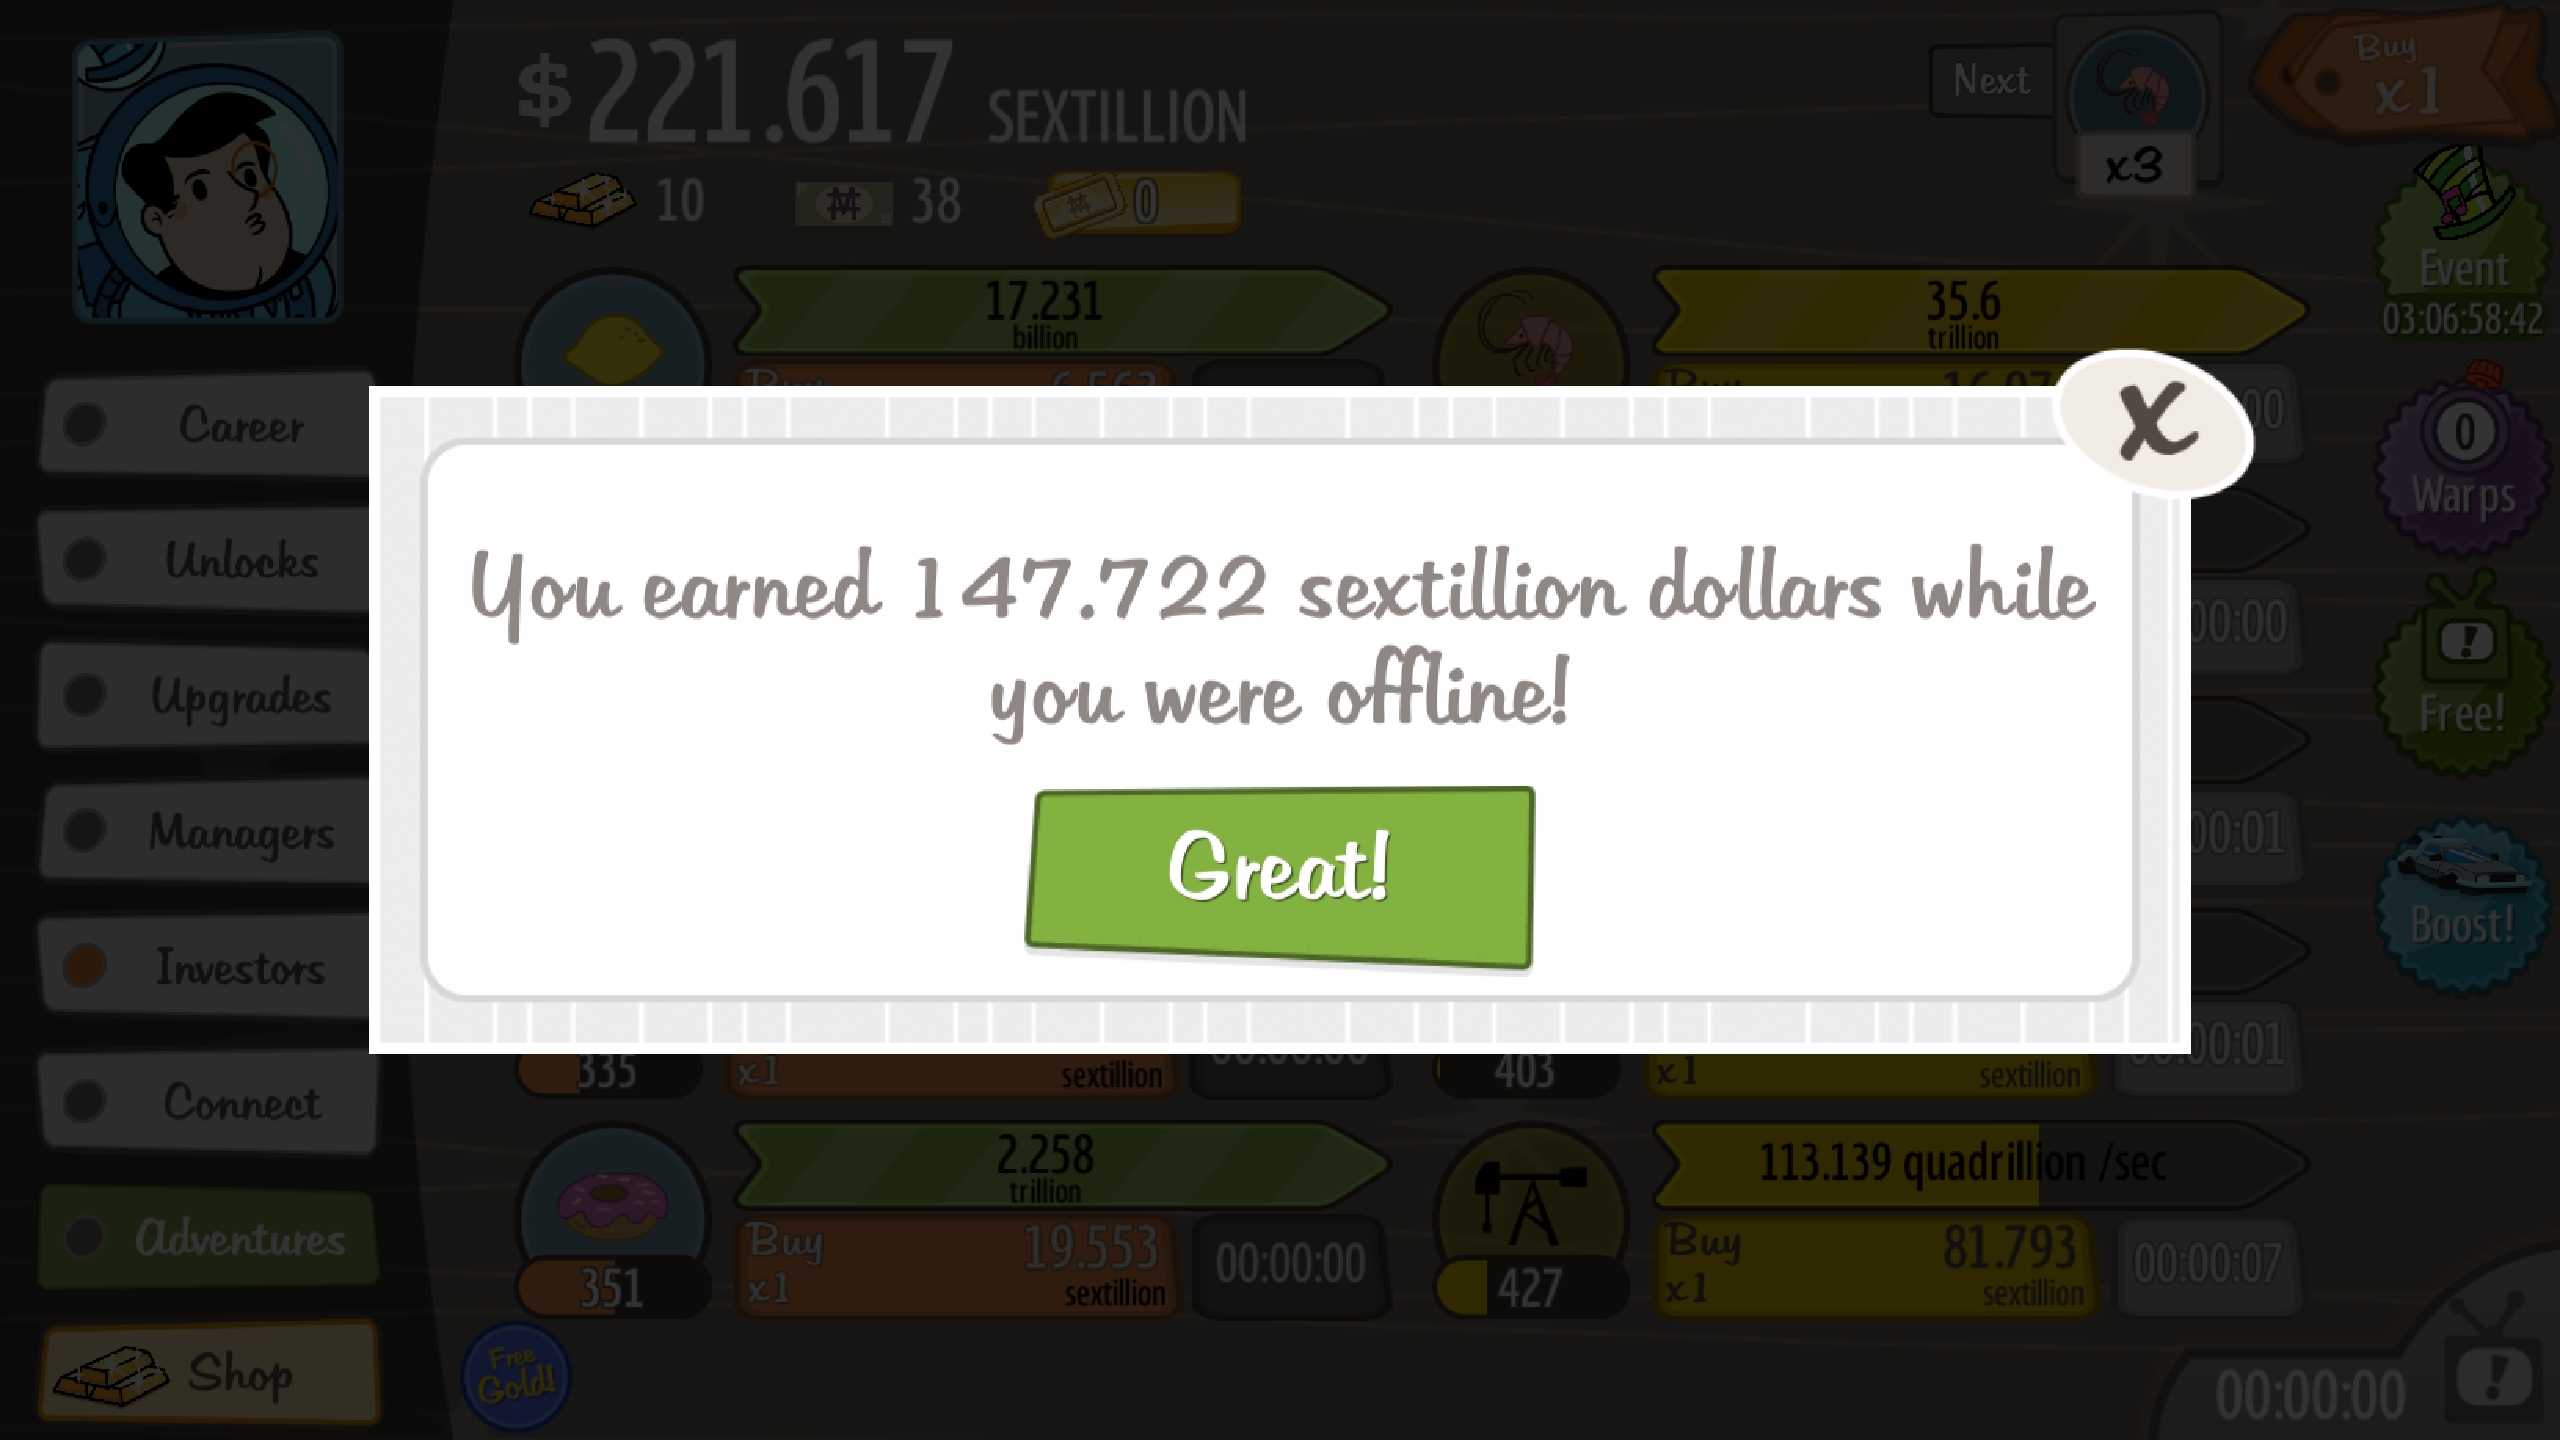 $221.617 SEXTILLION
10
38
0
Next
x3
Buy
x1
Event
03:06:58:42
0
Warps
Free!
Boost!
Career
Unlocks
Upgrades
Managers
Investors
Connect
Adventures
Shop
17.231
billion
35.6
trillion
You earned 147.722 sextillion dollars while
you were offline!
Great!
X
00:00
00:01
00:01
335
x1
sextillion
403
x1
sextillion
2.258
trillion
Buy
x1
19.553
sextillion
00:00:00
351
113.139 quadrillion /sec
Buy
x1
81.793
sextillion
00:00:07
427
Free
Gold!
00:00:00